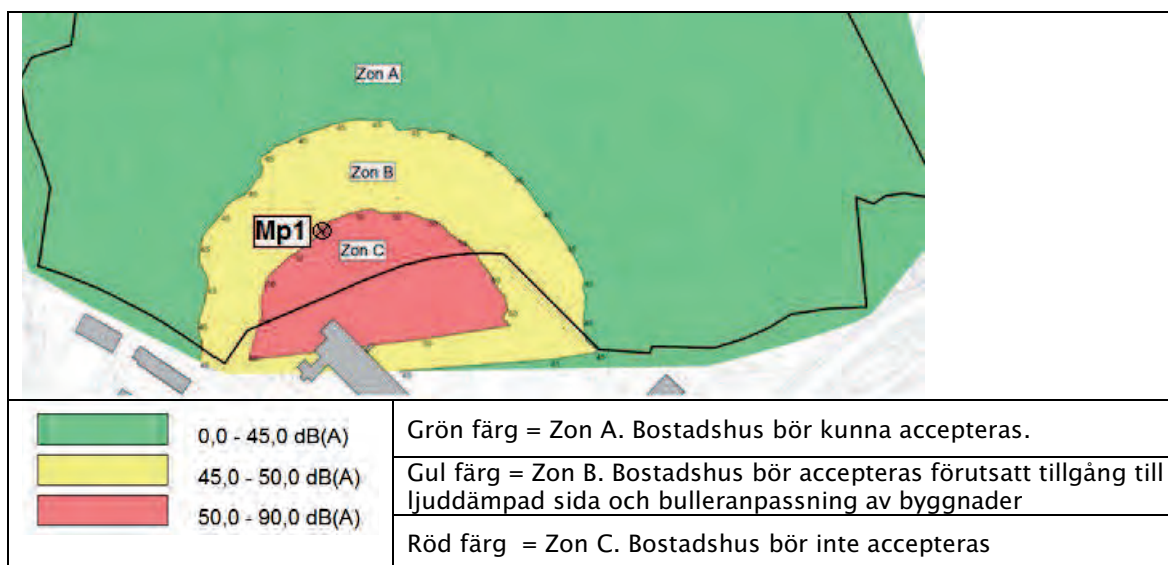 Zon A
Zon B
Mp1
Zon C
0,0 - 45,0 dB(A)
45,0 - 50,0 dB(A)
50,0 - 90,0 dB(A)
Grön färg = Zon A. Bostadshus bör kunna accepteras.
Gul färg = Zon B. Bostadshus bör accepteras förutsatt tillgång till
ljuddämpad sida och bulleranpassning av byggnader
Röd färg = Zon C. Bostadshus bör inte accepteras